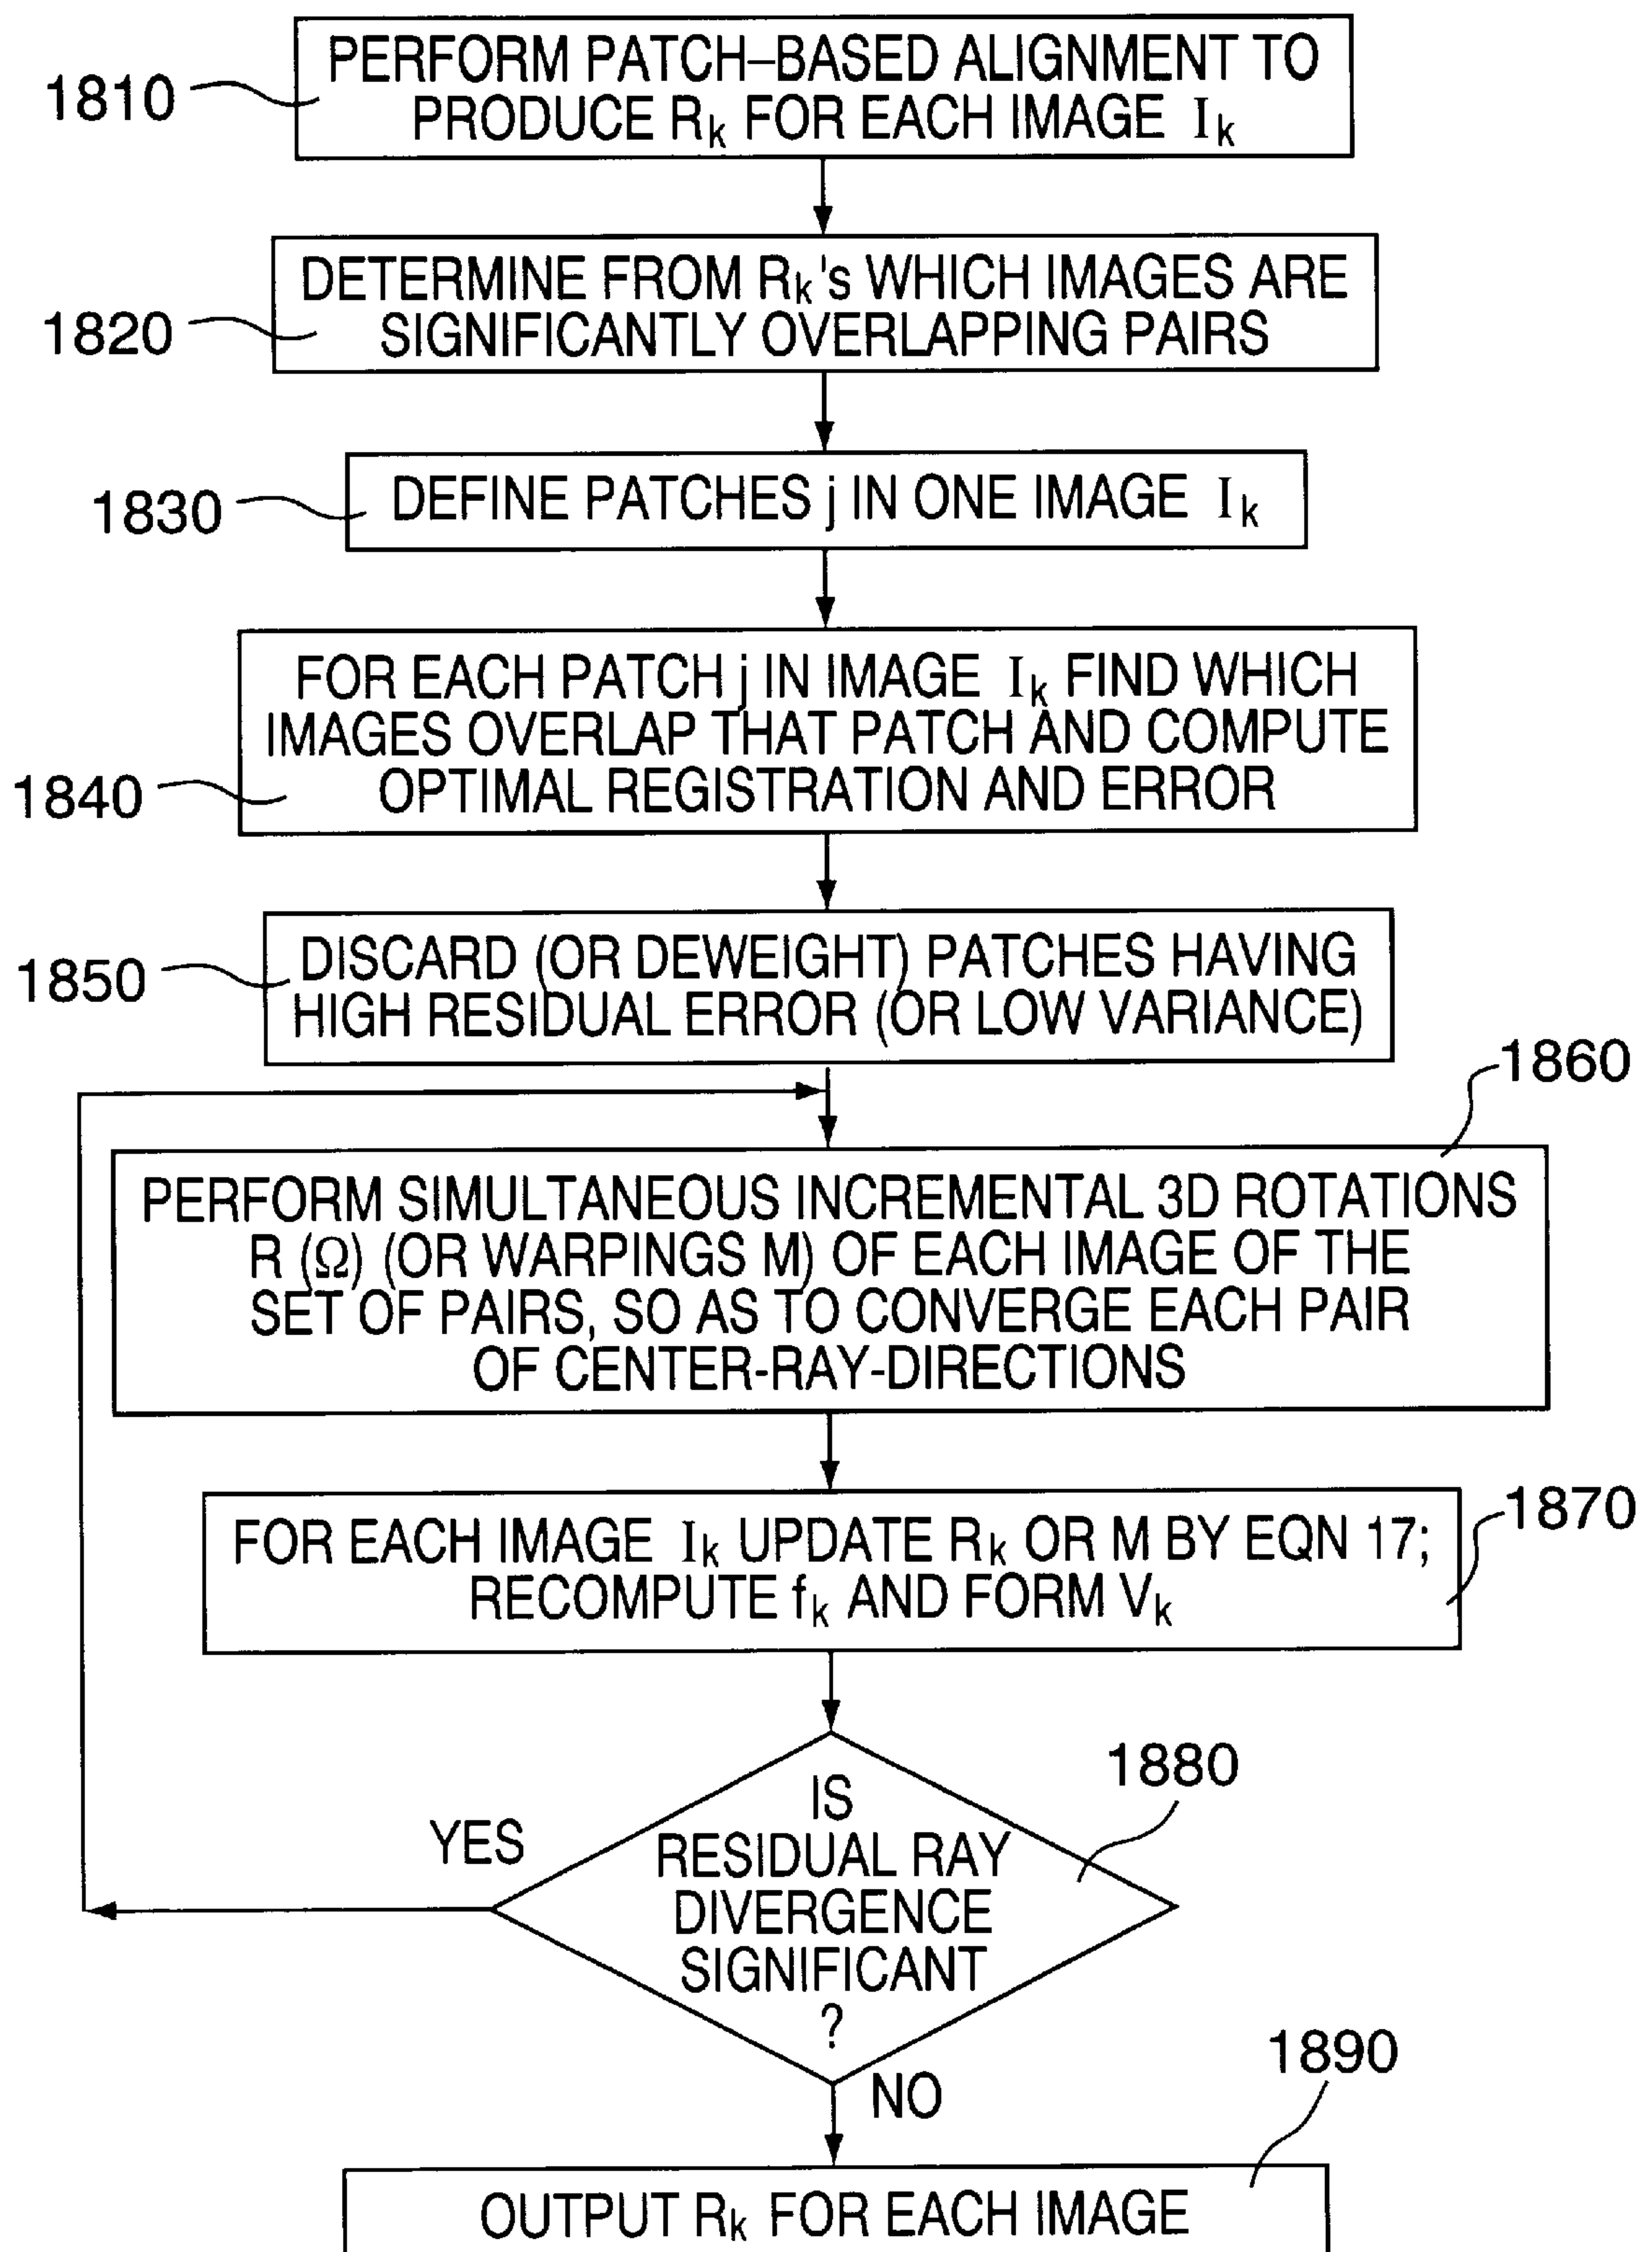 1810
PERFORM PATCH–BASED ALIGNMENT TO
PRODUCE Rk FOR EACH IMAGE Ik
1820
DETERMINE FROM Rk's WHICH IMAGES ARE
SIGNIFICANTLY OVERLAPPING PAIRS
1830
DEFINE PATCHES j IN ONE IMAGE Ik
1840
FOR EACH PATCH j IN IMAGE Ik FIND WHICH
IMAGES OVERLAP THAT PATCH AND COMPUTE
OPTIMAL REGISTRATION AND ERROR
1850
DISCARD (OR DEWEIGHT) PATCHES HAVING
HIGH RESIDUAL ERROR (OR LOW VARIANCE)
1860
PERFORM SIMULTANEOUS INCREMENTAL 3D ROTATIONS
R (Ω) (OR WARPINGS M) OF EACH IMAGE OF THE
SET OF PAIRS, SO AS TO CONVERGE EACH PAIR
OF CENTER-RAY-DIRECTIONS
1870
FOR EACH IMAGE Ik UPDATE Rk OR M BY EQN 17;
RECOMPUTE fk AND FORM Vk
1880
IS
RESIDUAL RAY
DIVERGENCE
SIGNIFICANT
?
YES
NO
1890
OUTPUT Rk FOR EACH IMAGE